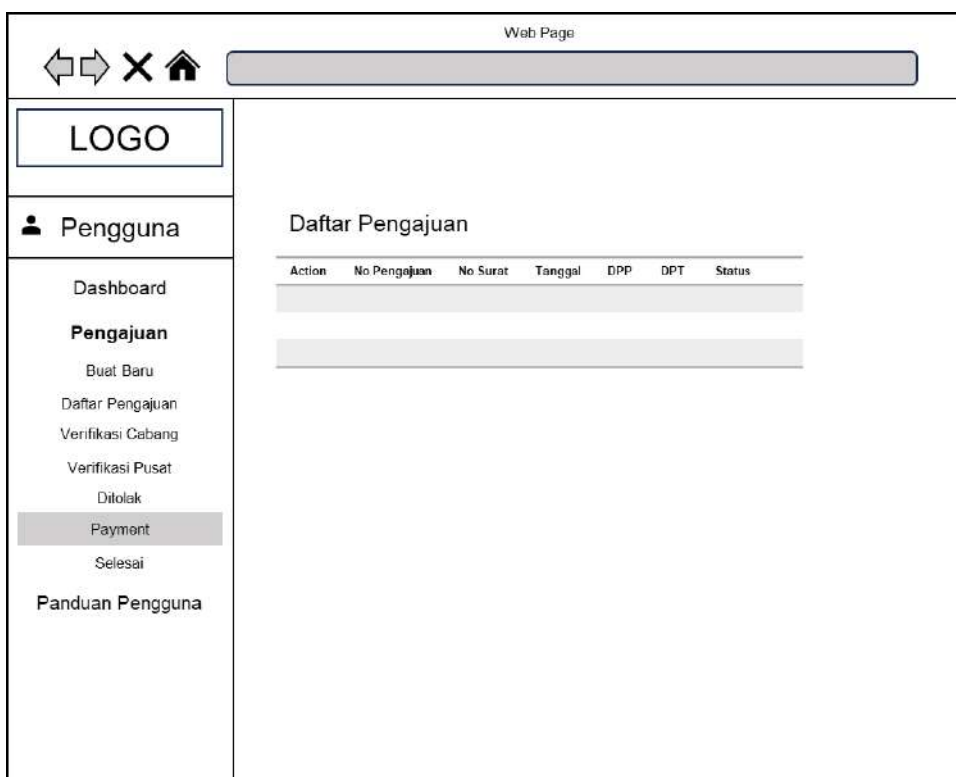 Web Page
LOGO
Pengguna
Dashboard
Pengajuan
Buat Baru
Daftar Pengajuan
Verifikasi Cabang
Verifikasi Pusat
Ditolak
Payment
Selesai
Panduan Pengguna
Daftar Pengajuan
Action No Pengajuan No Surat Tanggal DPP DPT Status